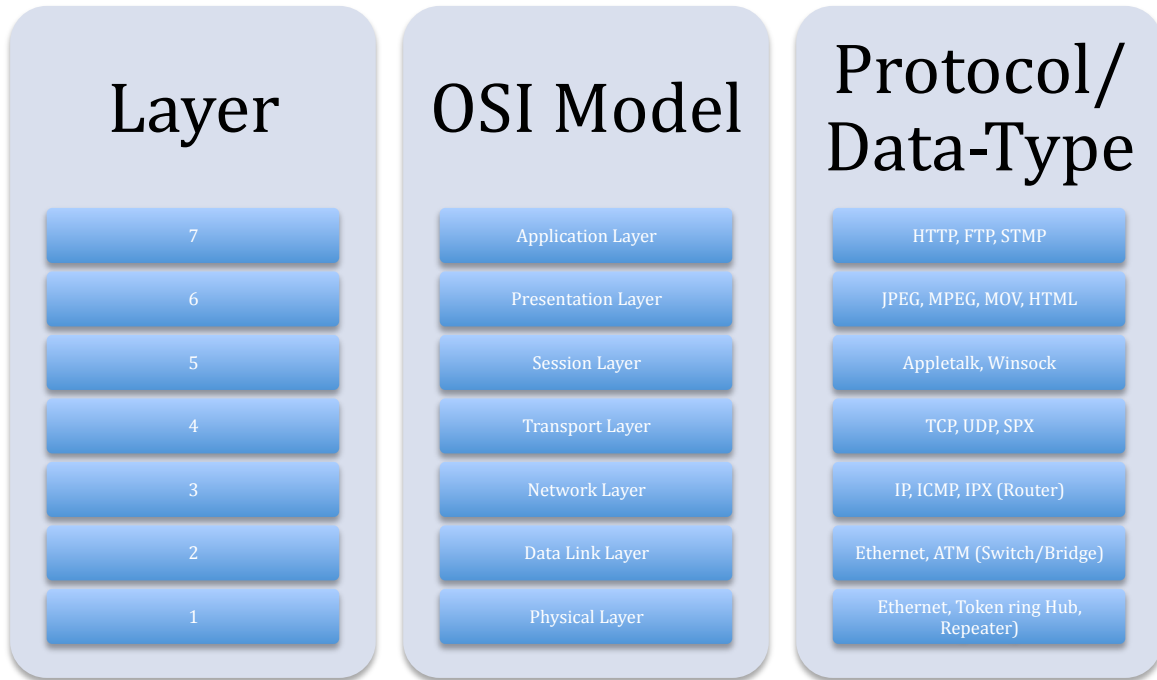 Layer
OSI Model
Protocol/
Data-Type
7
Application Layer
HTTP, FTP, STMP
6
Presentation Layer
JPEG, MPEG, MOV, HTML
5
Session Layer
Appletalk, Winsock
4
Transport Layer
TCP, UDP, SPX
3
Network Layer
IP, ICMP, IPX (Router)
2
Data Link Layer
Ethernet, ATM (Switch/Bridge)
1
Physical Layer
Ethernet, Token ring Hub,
Repeater)